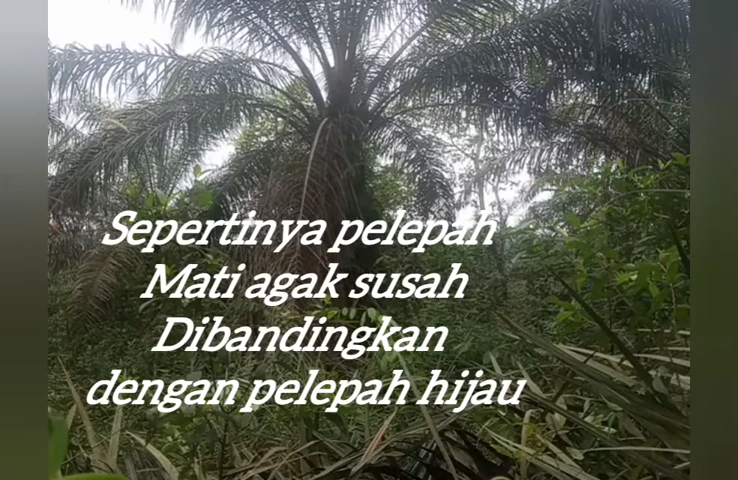 Sepertinya pelepah
Mati agak susah
Dibandingkan
dengan pelepah hijau